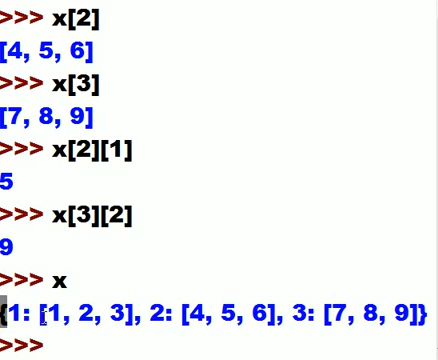 >>> x[2]
[4, 5, 6]
>>> x[3]
[7, 8, 9]
>>> x[2][1]
5
>>> x[3][2]
9
>>> x
{1: [1, 2, 3], 2: [4, 5, 6], 3: [7, 8, 9]}
>>>